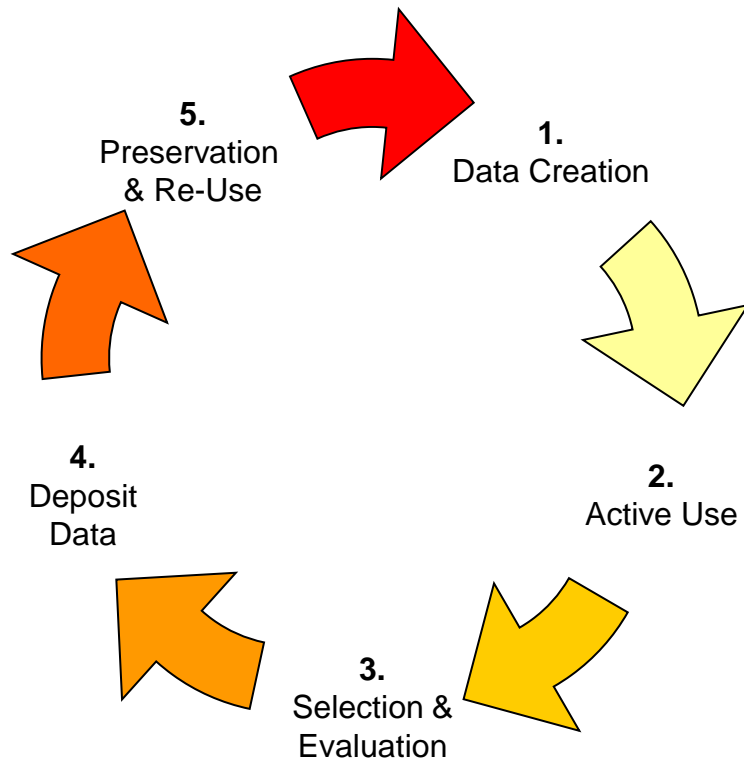 1.
Data Creation
2.
Active Use
3.
Selection &
Evaluation
4.
Deposit
Data
5.
Preservation
& Re-Use